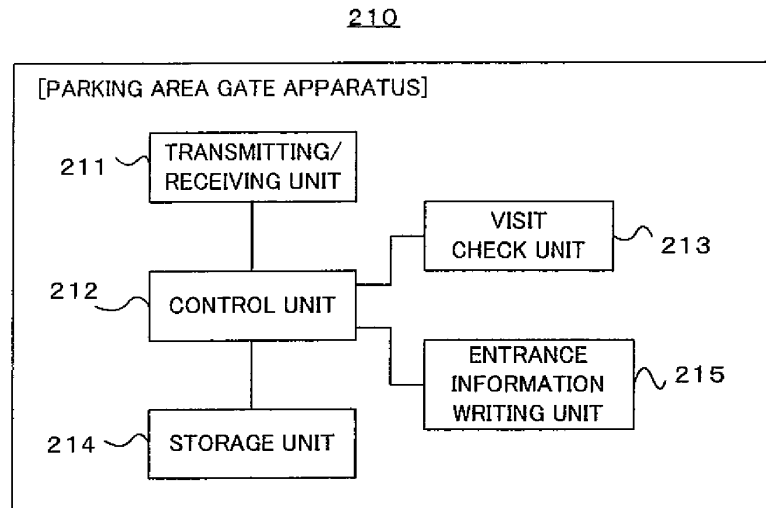 210
[PARKING AREA GATE APPARATUS]
211
TRANSMITTING/
RECEIVING UNIT
VISIT
CHECK UNIT
213
212
CONTROL UNIT
ENTRANCE
INFORMATION
WRITING UNIT
215
214
STORAGE UNIT